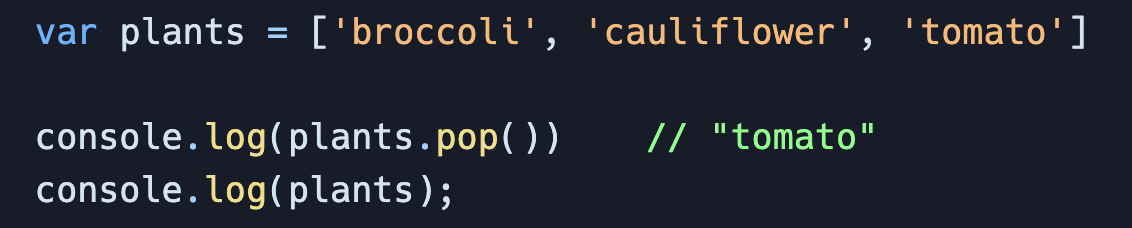 var plants = ['broccoli', 'cauliflower', 'tomato']
console.log(plants.pop())    // "tomato"
console.log(plants);